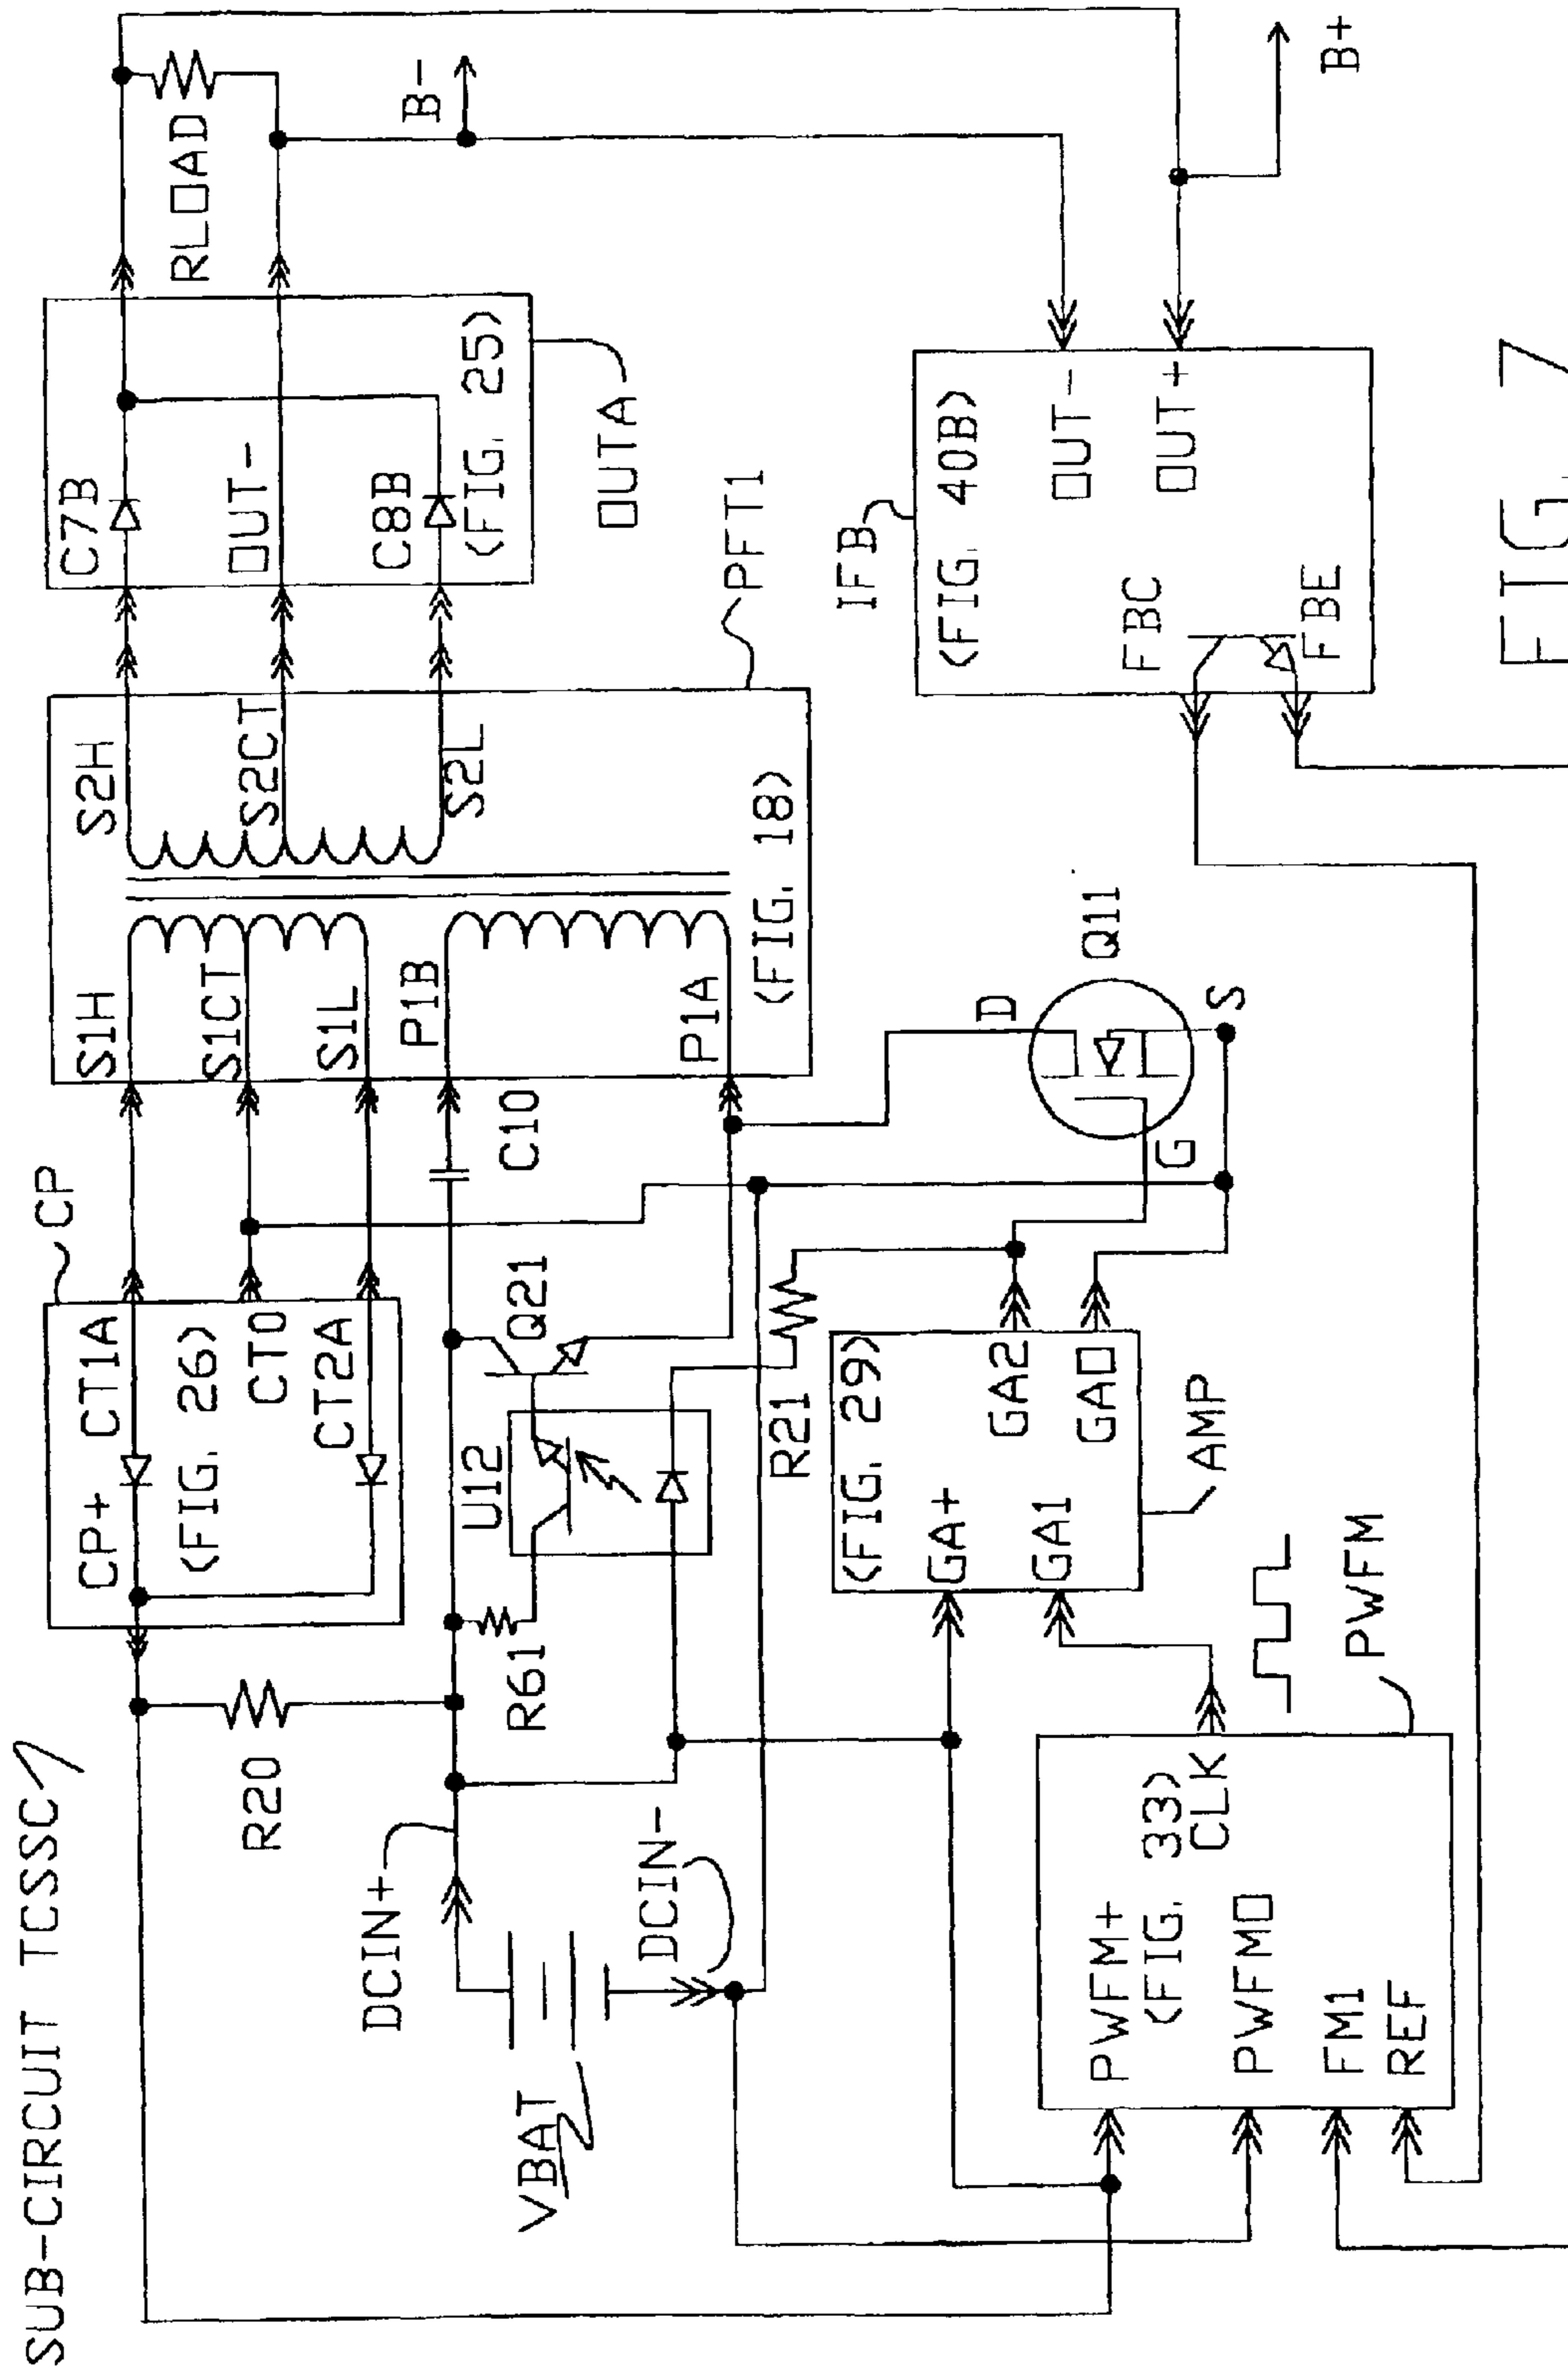 SUB-CIRCUIT TCSSC
CP
CP+ CT1A
(FIG. 26)
CT0
CT2A
R20
S1H
S1CT
S1L
P1B
P1A
S2H
S2CT
S2L
(FIG. 18)
PFT1
C7B
OUT-
C8B
(FIG. 25)
OUTA
RLOAD
B-
B+
DCIN+
VBAT
DCIN-
R61
U12
Q21
C10
R21
(FIG. 29)
GA+
GA2
GA1
GA0
AMP
D
G
S
Q11
PWFM+
(FIG. 33)
CLK
PWFM0
FM1
REF
PWFM
IFB
(FIG. 40B)
OUT-
OUT+
FBC
FBE
FIG. 7